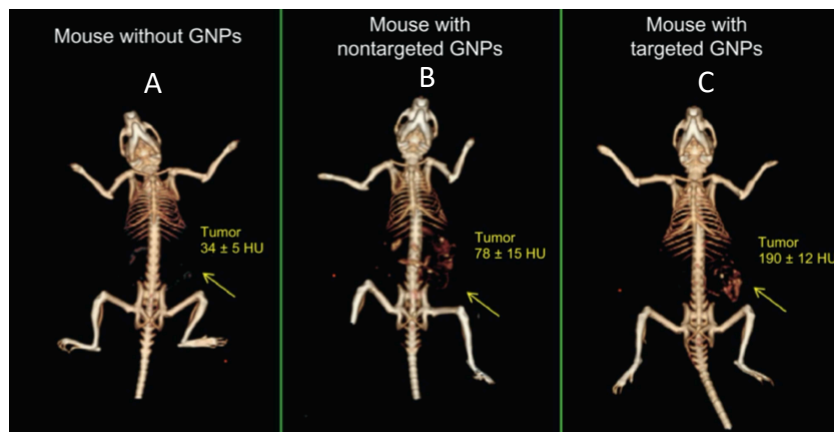 Mouse without GNPs
A
Tumor
34 ± 5 HU
Mouse with
nontargeted GNPs
B
Tumor
78 ± 15 HU
Mouse with
targeted GNPs
C
Tumor
190 ± 12 HU